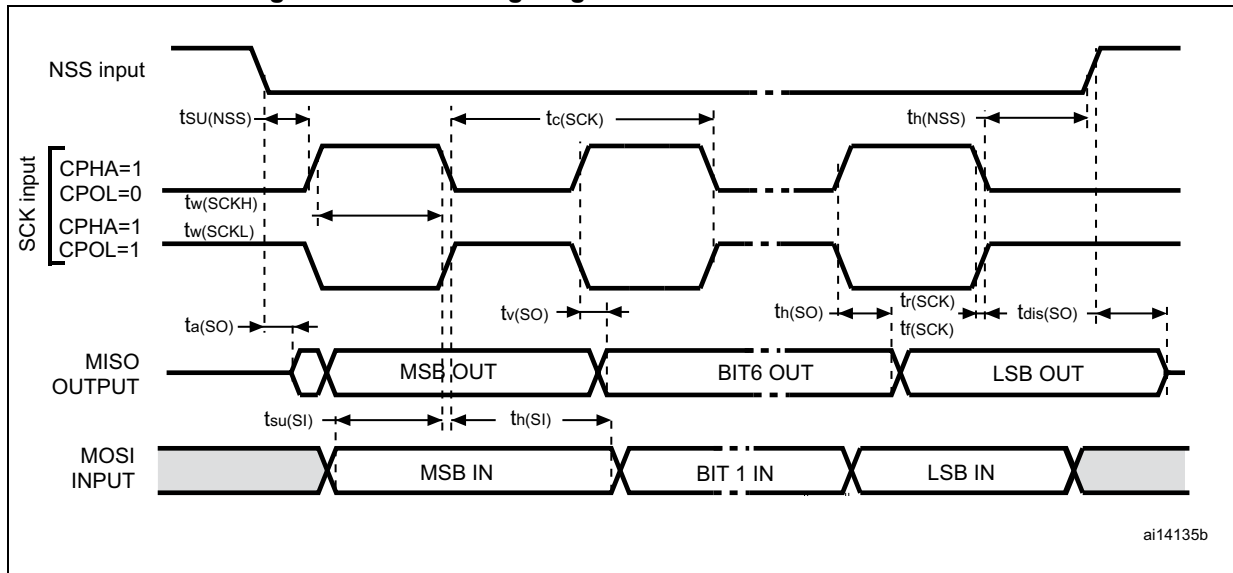 NSS input
tSU(NSS)
tc(SCK)
th(NSS)
SCK input
CPHA=1
CPOL=0
tw(SCKH)
CPHA=1
tw(SCKL)
CPOL=1
ta(SO)
tv(SO)
th(SO)
tr(SCK)
tf(SCK)
tdis(SO)
MISO
OUTPUT
MSB OUT
BIT6 OUT
LSB OUT
tsu(SI)
th(SI)
MOSI
INPUT
MSB IN
BIT 1 IN
LSB IN
ai14135b